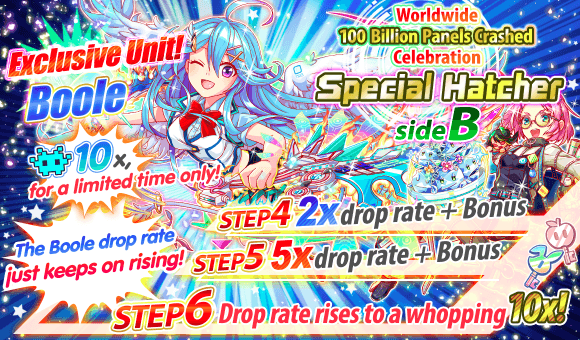 Worldwide
100 Billion Panels Crashed
Celebration
Special Hatcher
side B
Exclusive Unit!
Boole
10x,
for a limited time only!
The Boole drop rate
just keeps on rising!
STEP4 2x drop rate + Bonus
STEP5 5x drop rate + Bonus
STEP6 Drop rate rises to a whopping 10x!